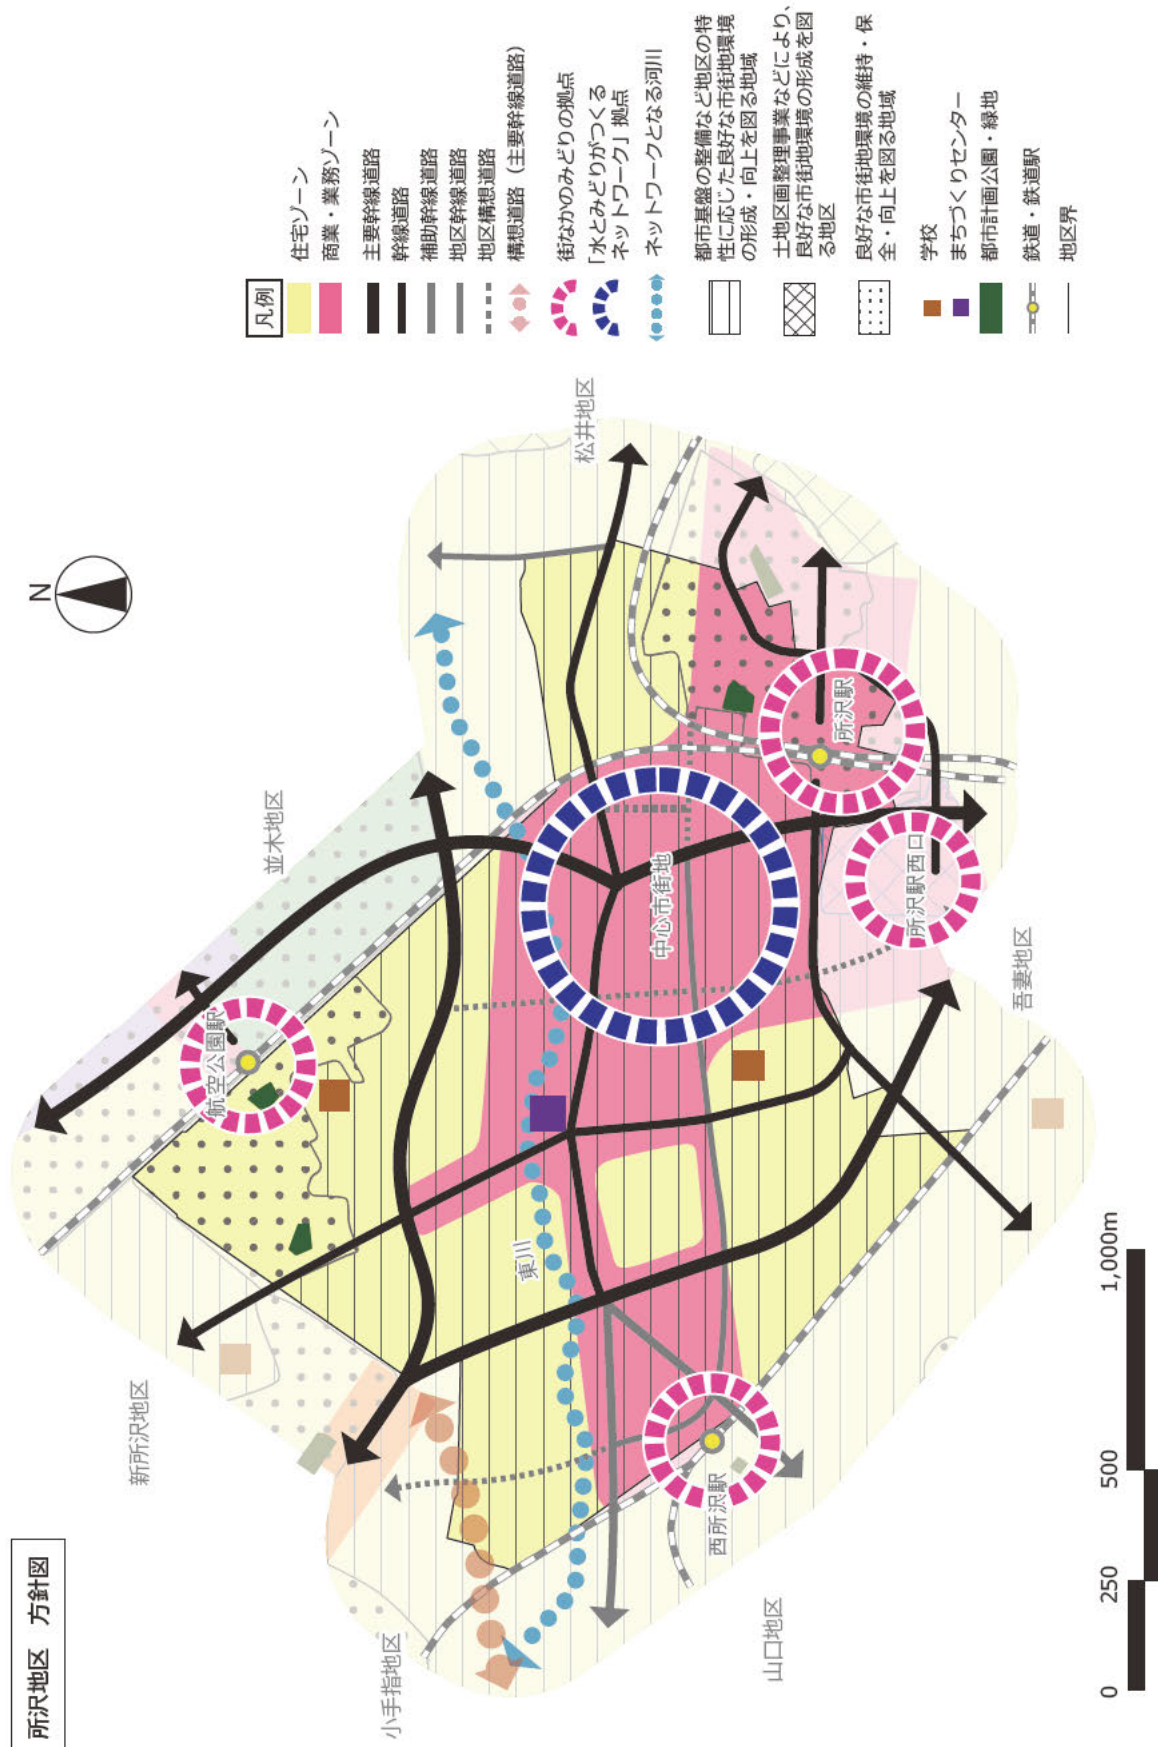 所沢地区　方針図
N
凡例
住宅ゾーン
商業・業務ゾーン
主要幹線道路
幹線道路
補助幹線道路
地区幹線道路
地区構想道路
構想道路（主要幹線道路）
街なかのみどりの拠点
「水とみどりがつくる
ネットワーク」拠点
ネットワークとなる河川
都市基盤の整備など地区の特
性に応じた良好な市街地環境
の形成・向上を図る地域
土地区画整理事業などにより、
良好な市街地環境の形成を図
る地区
良好な市街地環境の維持・保
全・向上を図る地域
学校
まちづくりセンター
都市計画公園・緑地
鉄道・鉄道駅
地区界
新所沢地区
並木地区
航空公園駅
小手指地区
東川
松井地区
中心市街地
西所沢駅
山口地区
所沢駅
所沢駅西口
吾妻地区
0
250
500
1,000m